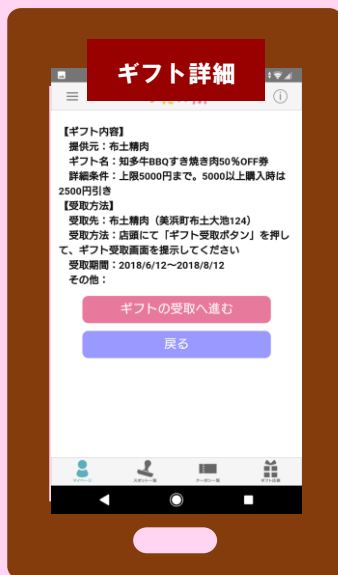 ギフト詳細
【ギフト内容】
提供元：布土精肉
ギフト名：知多牛BBQすき焼き肉50％OFF券
詳細条件：上限5000円まで。5000以上購入時は
2500円引き
【受取方法】
受取先：布土精肉（美浜町布土大池124）
受取方法：店頭にて「ギフト受取ボタン」を押し
て、ギフト受取画面を提示してください
受取期間：2018/6/12〜2018/8/12
その他：
ギフトの受取へ進む
戻る
マイページ